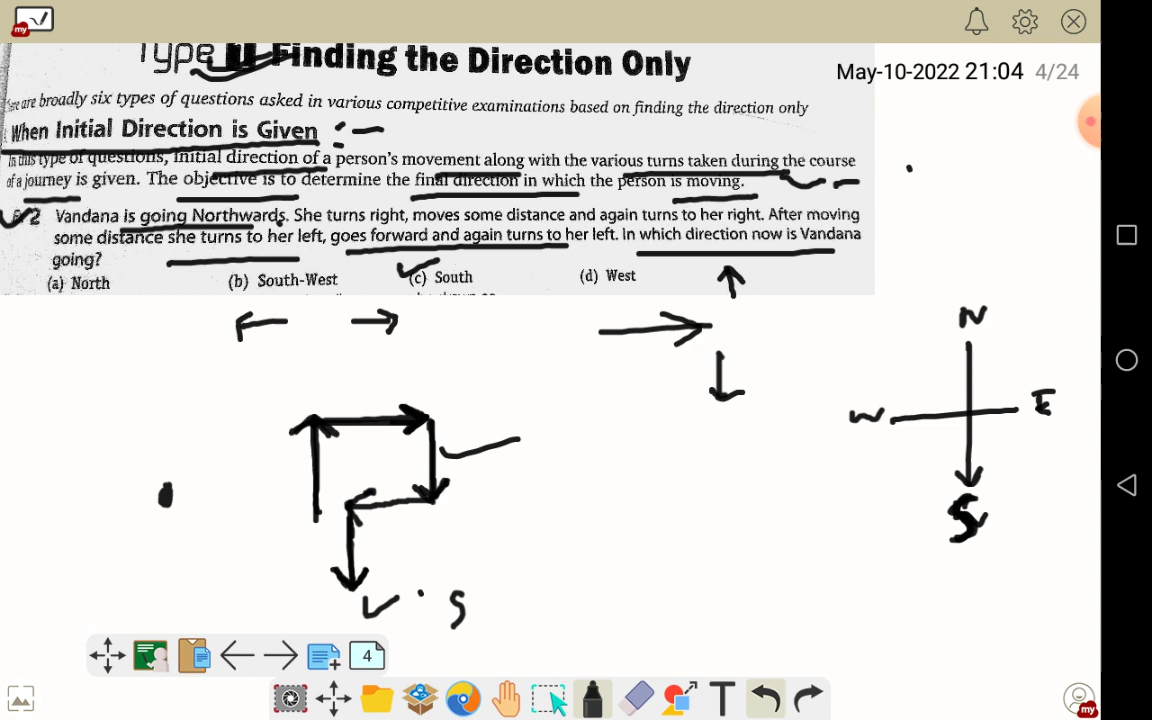 Type 1 Finding the Direction Only
May-10-2022 21:04 4/24
are broadly six types of questions asked in various competitive examinations based on finding the direction only
When Initial Direction is Given :-
In this type of questions, initial direction of a person's movement along with the various turns taken during the course
of a journey is given. The objective is to determine the final direction in which the person is moving.
2 Vandana is going Northwards. She turns right, moves some distance and again turns to her right. After moving
some distance she turns to her left, goes forward and again turns to her left. In which direction now is Vandana
going?
(a) North (b) South-West (c) South (d) West
N
W E
S
S
4
T
my
my